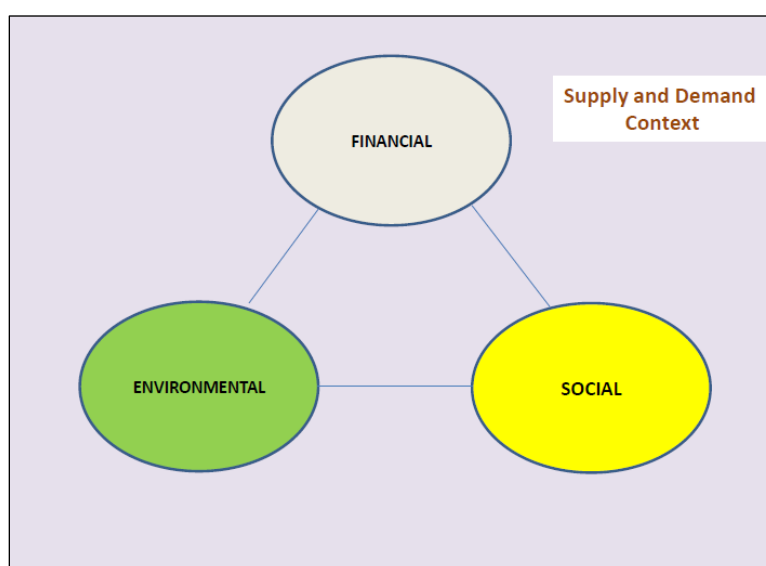 FINANCIAL
Supply and Demand
Context
ENVIRONMENTAL
SOCIAL